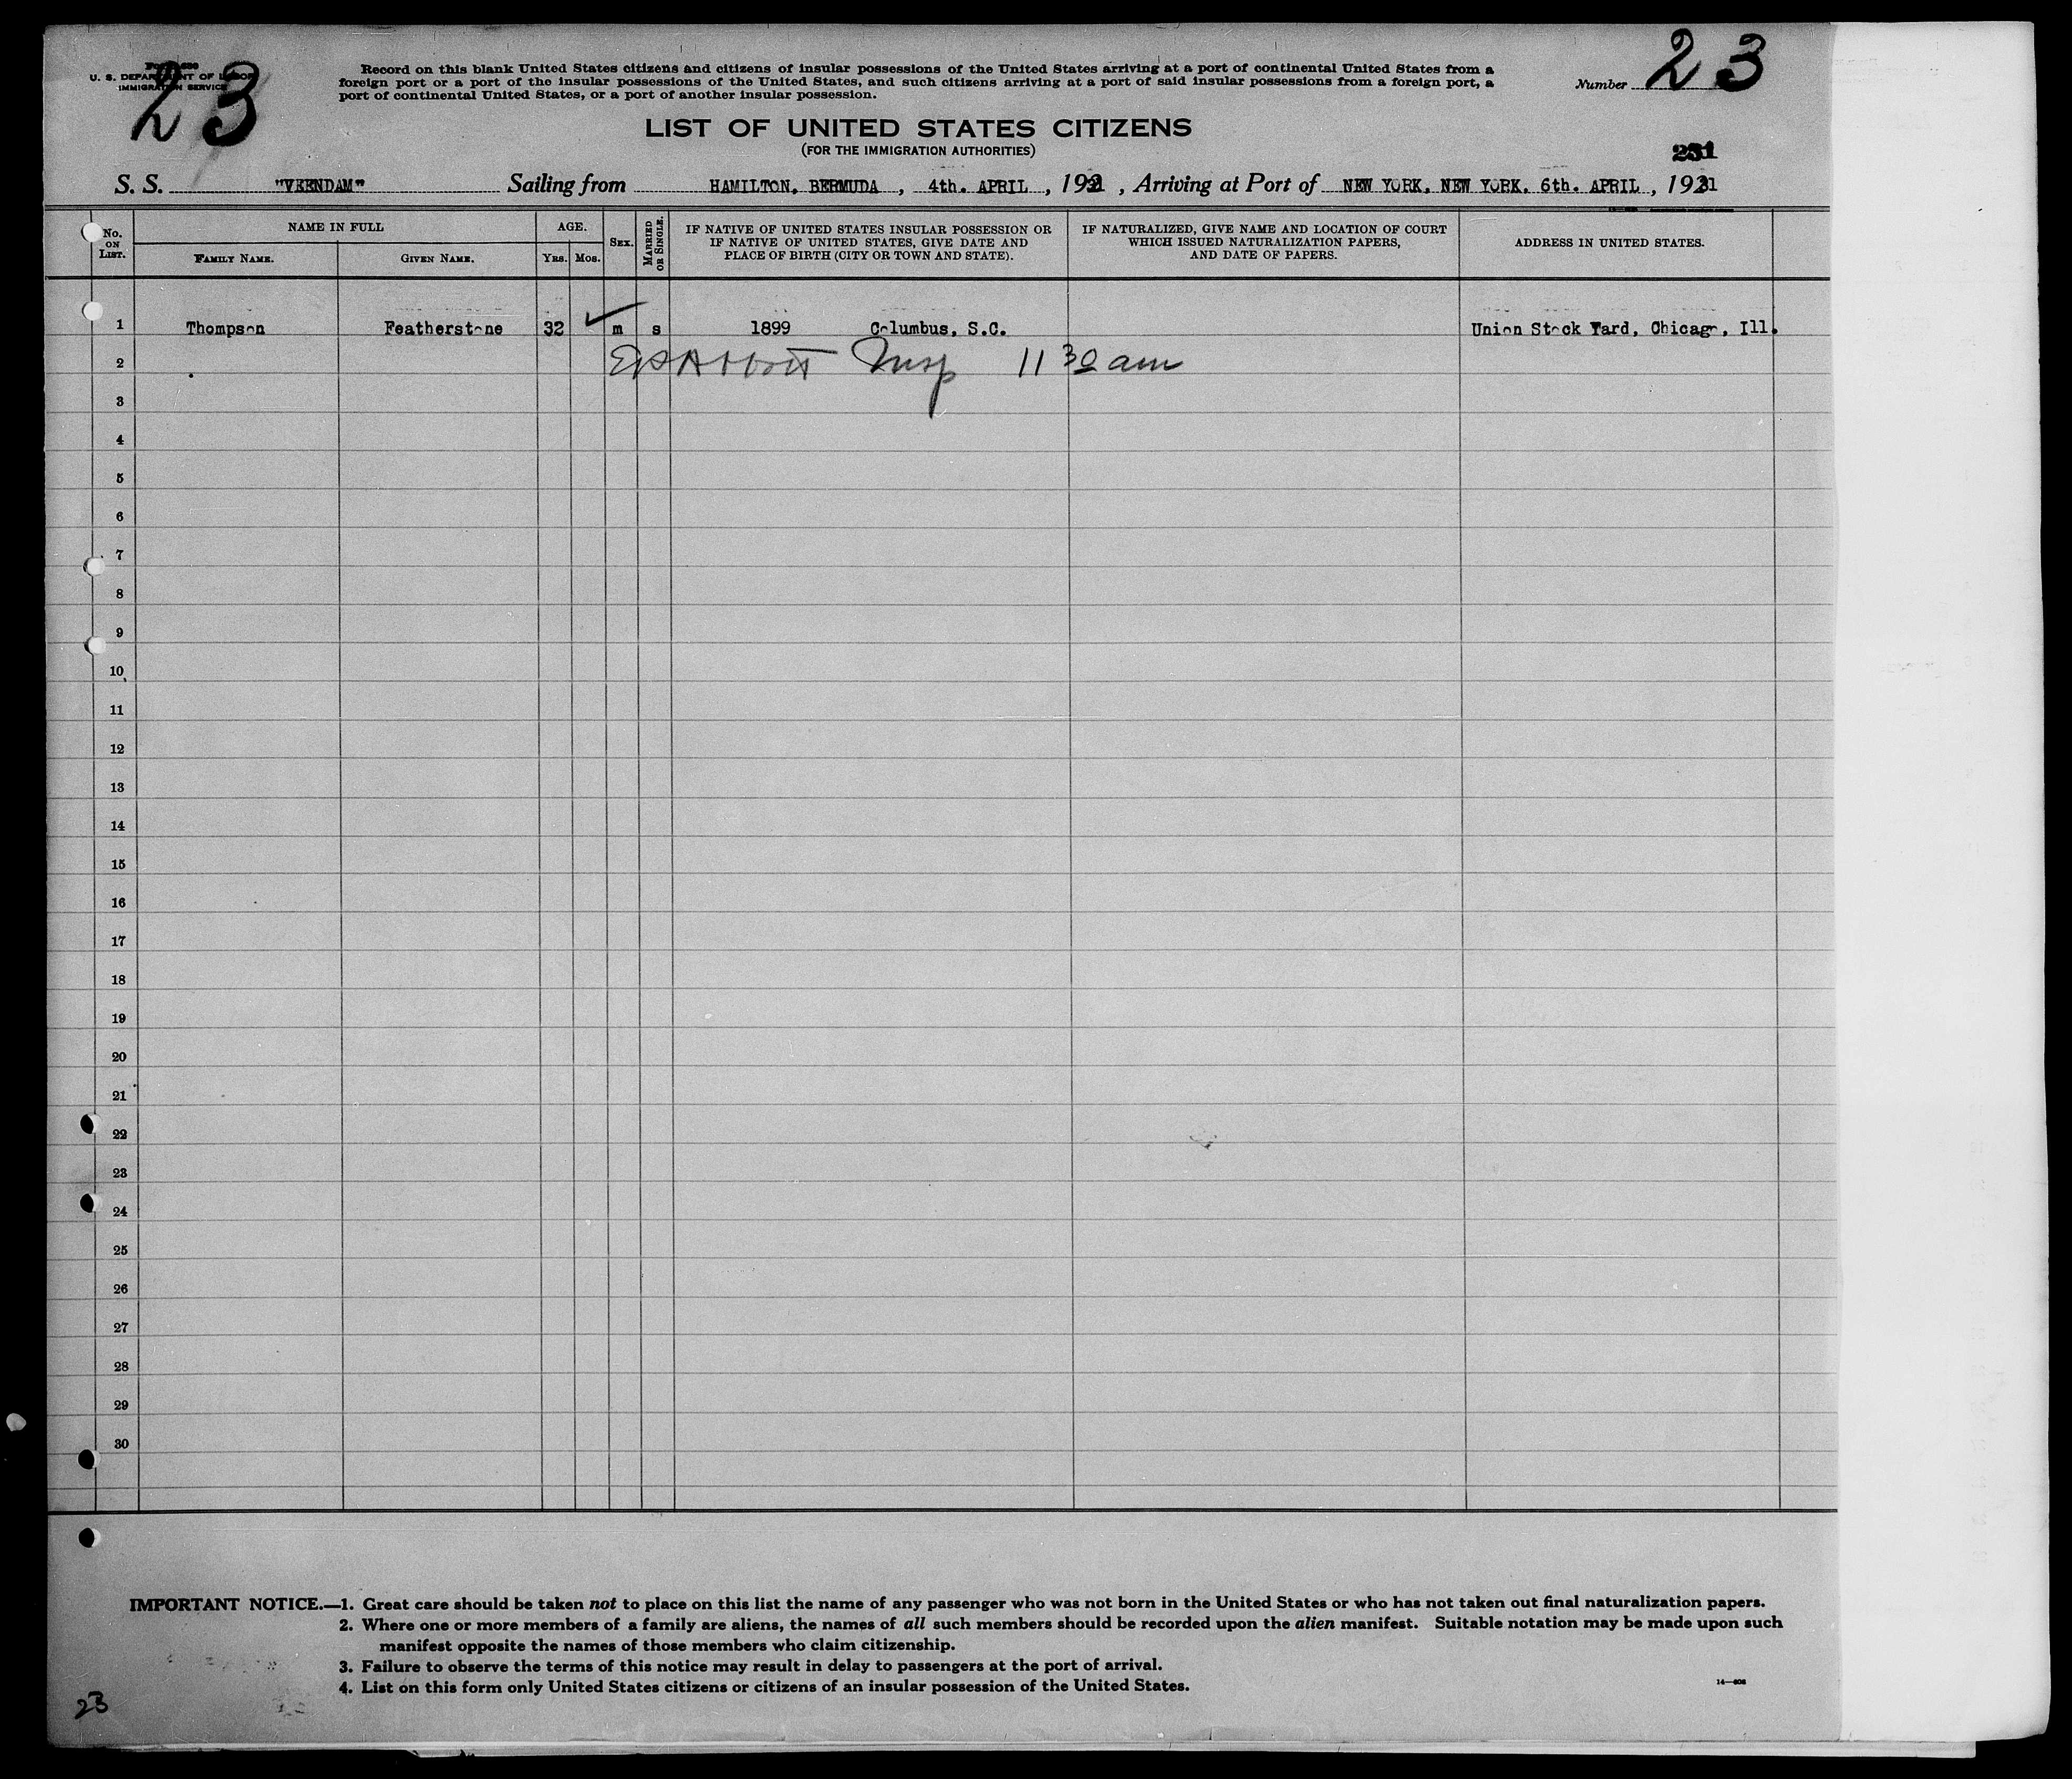 23
U. S. DEPARTMENT OF LABOR
IMMIGRATION SERVICE
Record on this blank United States citizens and citizens of insular possessions of the United States arriving at a port of continental United States from a
foreign port or a port of the insular possessions of the United States, and such citizens arriving at a port of said insular possessions from a foreign port, a
port of continental United States, or a port of another insular possession.
Number 23
LIST OF UNITED STATES CITIZENS
(FOR THE IMMIGRATION AUTHORITIES)
S. S. "VEENDAM" Sailing from HAMILTON, BERMUDA, 4th. APRIL, 1931, Arriving at Port of NEW YORK, NEW YORK, 6th. APRIL, 1931
No. ON LIST.
NAME IN FULL
FAMILY NAME.
GIVEN NAME.
AGE.
YRS.
MOS.
SEX.
MARRIED OR SINGLE.
IF NATIVE OF UNITED STATES INSULAR POSSESSION OR
IF NATIVE OF UNITED STATES, GIVE DATE AND
PLACE OF BIRTH (CITY OR TOWN AND STATE).
IF NATURALIZED, GIVE NAME AND LOCATION OF COURT
WHICH ISSUED NATURALIZATION PAPERS,
AND DATE OF PAPERS.
ADDRESS IN UNITED STATES.
1 Thompson Featherstone 32 m s 1899 Columbus, S.C. Union Stock Yard, Chicago, Ill.
2 Abbott Insp 11 30 am
3
4
5
6
7
8
9
10
11
12
13
14
15
16
17
18
19
20
21
22
23
24
25
26
27
28
29
30
IMPORTANT NOTICE.—1. Great care should be taken not to place on this list the name of any passenger who was not born in the United States or who has not taken out final naturalization papers.
2. Where one or more members of a family are aliens, the names of all such members should be recorded upon the alien manifest. Suitable notation may be made upon such
manifest opposite the names of those members who claim citizenship.
3. Failure to observe the terms of this notice may result in delay to passengers at the port of arrival.
4. List on this form only United States citizens or citizens of an insular possession of the United States.
23